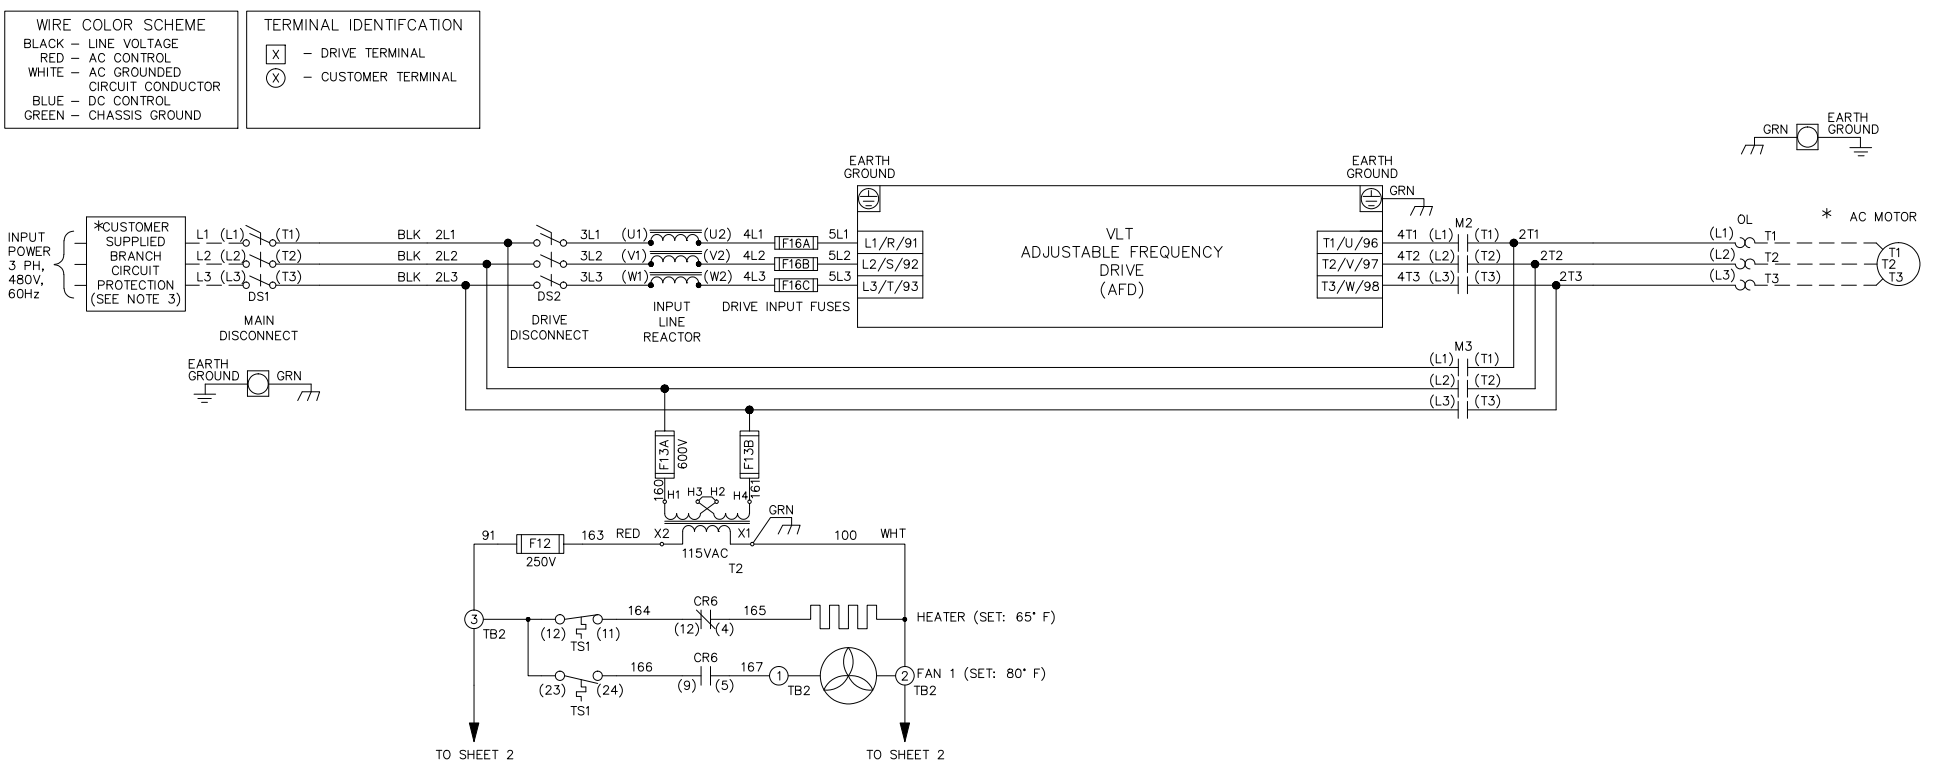 WIRE COLOR SCHEME
BLACK – LINE VOLTAGE
RED – AC CONTROL
WHITE – AC GROUNDED
CIRCUIT CONDUCTOR
BLUE – DC CONTROL
GREEN – CHASSIS GROUND
TERMINAL IDENTIFCATION
X – DRIVE TERMINAL
X – CUSTOMER TERMINAL
GRN
EARTH
GROUND
INPUT
POWER
3 PH,
480V,
60Hz
*CUSTOMER
SUPPLIED
BRANCH
CIRCUIT
PROTECTION
(SEE NOTE 3)
L1 (L1) (T1)
L2 (L2) (T2)
L3 (L3) (T3)
DS1
MAIN
DISCONNECT
BLK 2L1
BLK 2L2
BLK 2L3
DS2
DRIVE
DISCONNECT
3L1 (U1) (U2) 4L1 F16A 5L1
3L2 (V1) (V2) 4L2 F16B 5L2
3L3 (W1) (W2) 4L3 F16C 5L3
INPUT
LINE
REACTOR
DRIVE INPUT FUSES
EARTH
GROUND
L1/R/91
L2/S/92
L3/T/93
VLT
ADJUSTABLE FREQUENCY
DRIVE
(AFD)
EARTH
GROUND
GRN
T1/U/96
T2/V/97
T3/W/98
M2
4T1 (L1) (T1) 2T1
4T2 (L2) (T2) 2T2
4T3 (L3) (T3) 2T3
OL
(L1) T1
(L2) T2
(L3) T3
* AC MOTOR
T1
T2
T3
M3
(L1) (T1)
(L2) (T2)
(L3) (T3)
EARTH
GROUND
GRN
F13A
600V
F13B
160
161
H1 H3 H2 H4
GRN
91 F12 163 RED X2 X1 100 WHT
250V
115VAC
T2
3
TB2
(12) (11)
TS1
164
CR6
(12) (4)
165
HEATER (SET: 65° F)
(23) (24)
TS1
166
CR6
(9) (5)
167
1
TB2
2
TB2
FAN 1 (SET: 80° F)
TO SHEET 2
TO SHEET 2